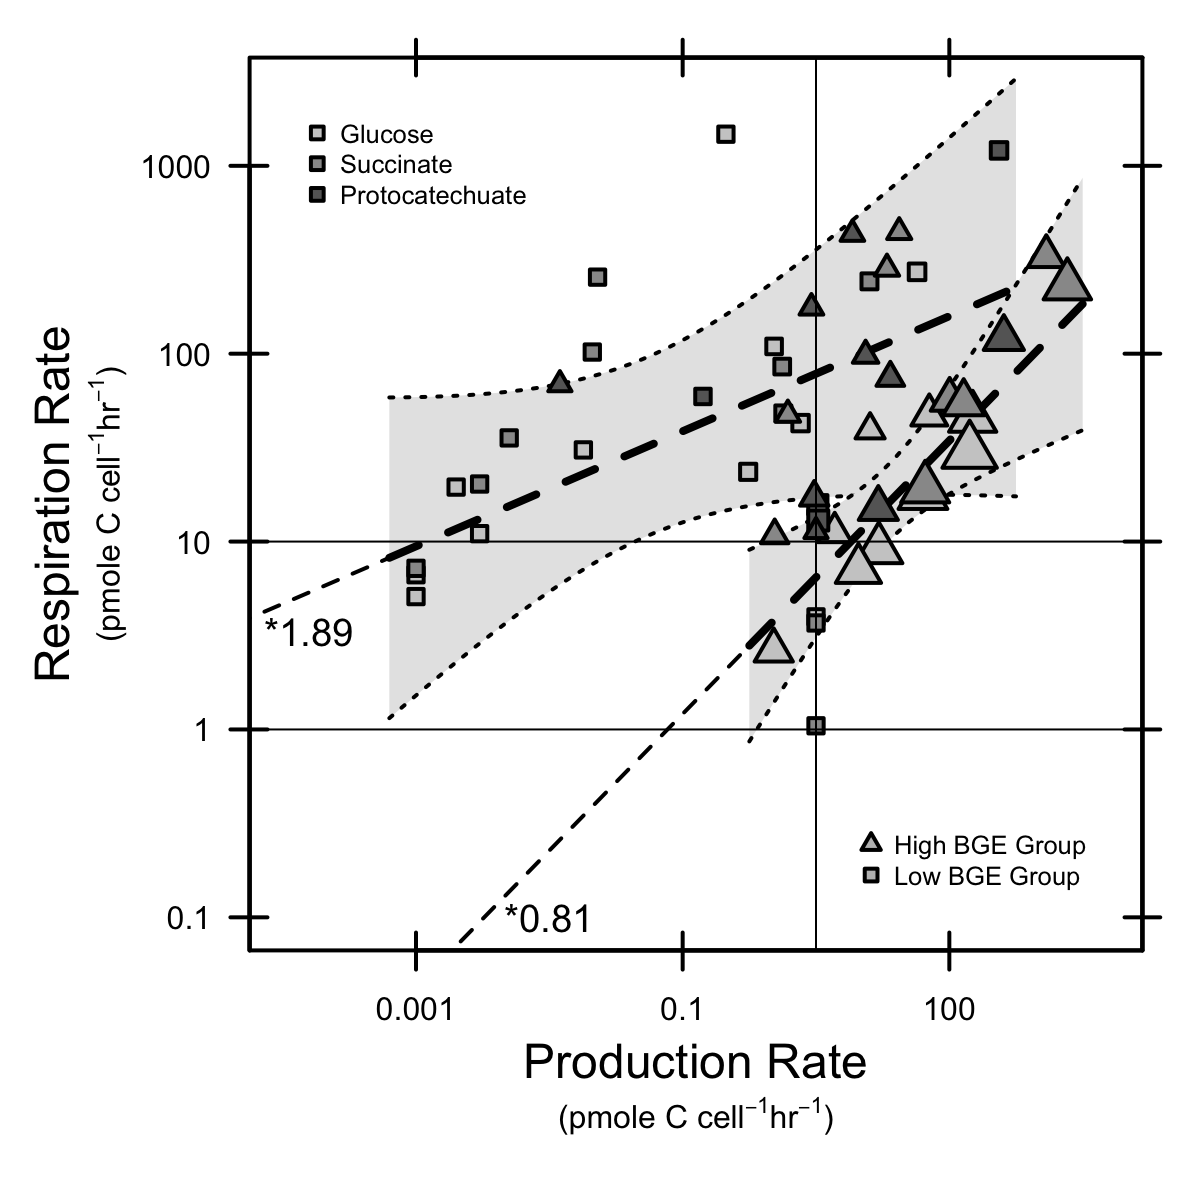 Glucose
Succinate
Protocatechuate
1000
100
10
1
0.1
*1.89
*0.81
High BGE Group
Low BGE Group
0.001
0.1
100
Production Rate
(pmole C cell⁻¹hr⁻¹)
Respiration Rate
(pmole C cell⁻¹hr⁻¹)